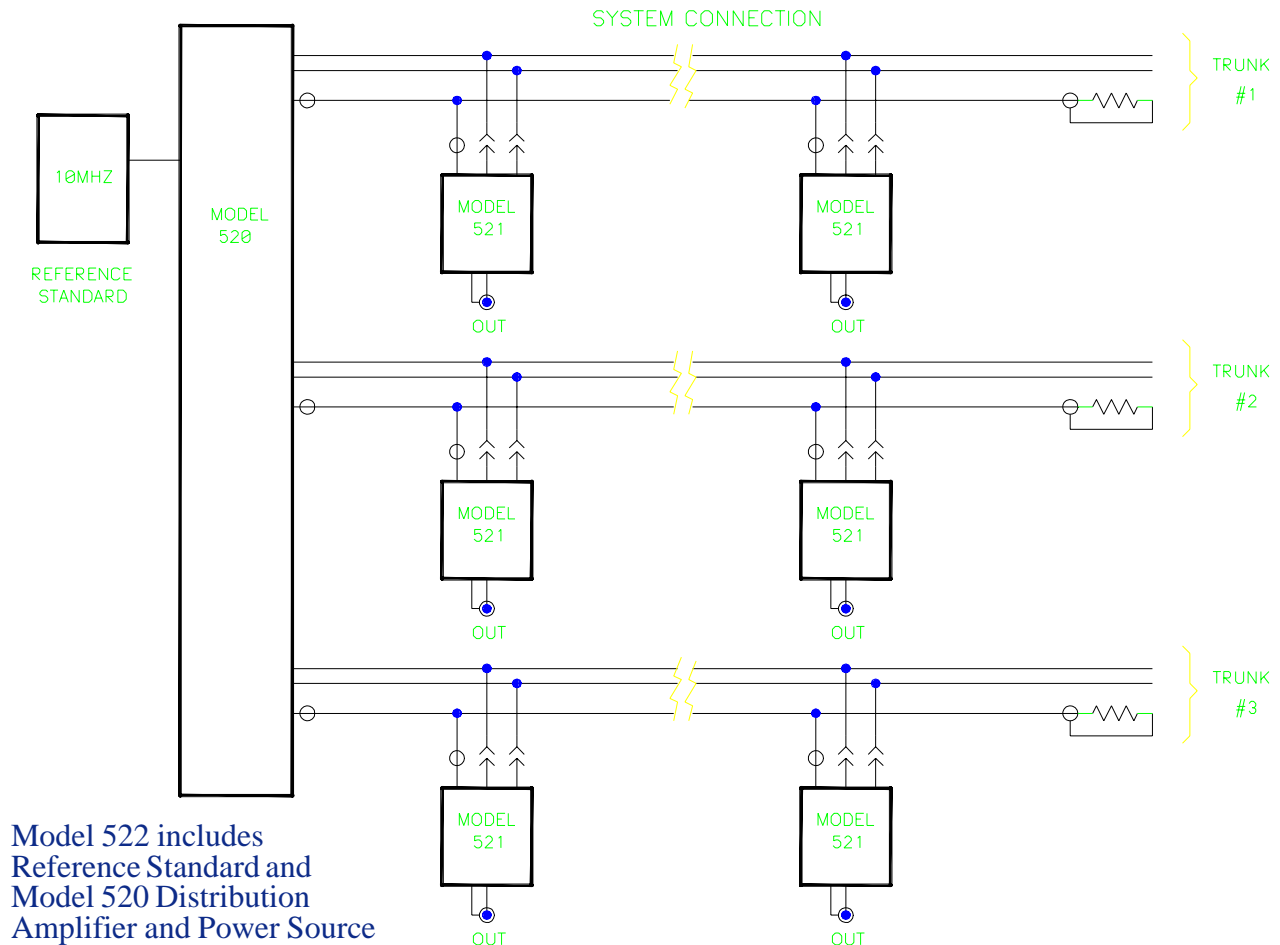 SYSTEM CONNECTION
TRUNK
#1
10MHZ
REFERENCE
STANDARD
MODEL
520
MODEL
521
MODEL
521
OUT
OUT
TRUNK
#2
MODEL
521
MODEL
521
OUT
OUT
TRUNK
#3
MODEL
521
MODEL
521
OUT
OUT
Model 522 includes
Reference Standard and
Model 520 Distribution
Amplifier and Power Source